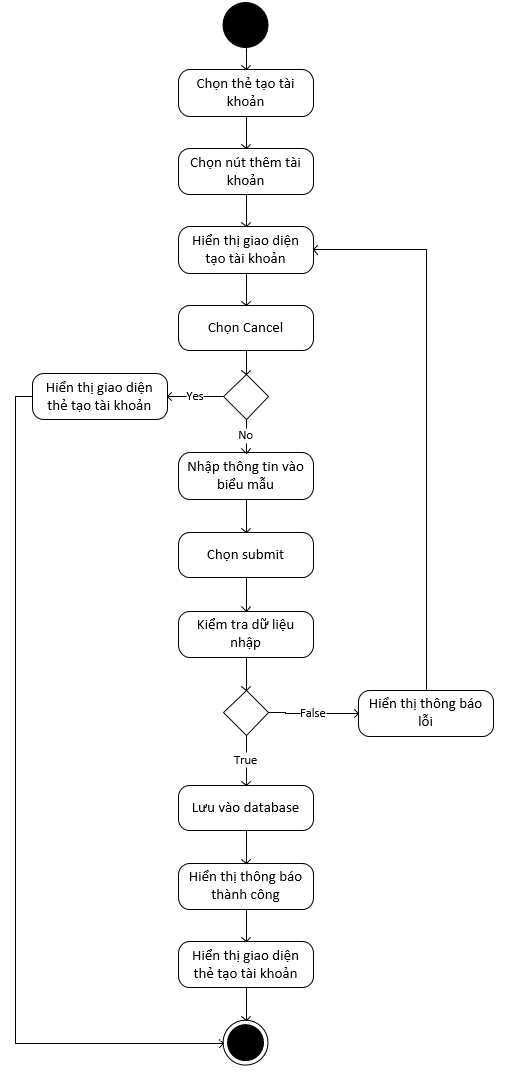 Chọn thẻ tạo tài
khoản
Chọn nút thêm tài
khoản
Hiển thị giao diện
tạo tài khoản
Chọn Cancel
Hiển thị giao diện
thẻ tạo tài khoản
Yes
No
Nhập thông tin vào
biểu mẫu
Chọn submit
Kiểm tra dữ liệu
nhập
False
Hiển thị thông báo
lỗi
True
Lưu vào database
Hiển thị thông báo
thành công
Hiển thị giao diện
thẻ tạo tài khoản